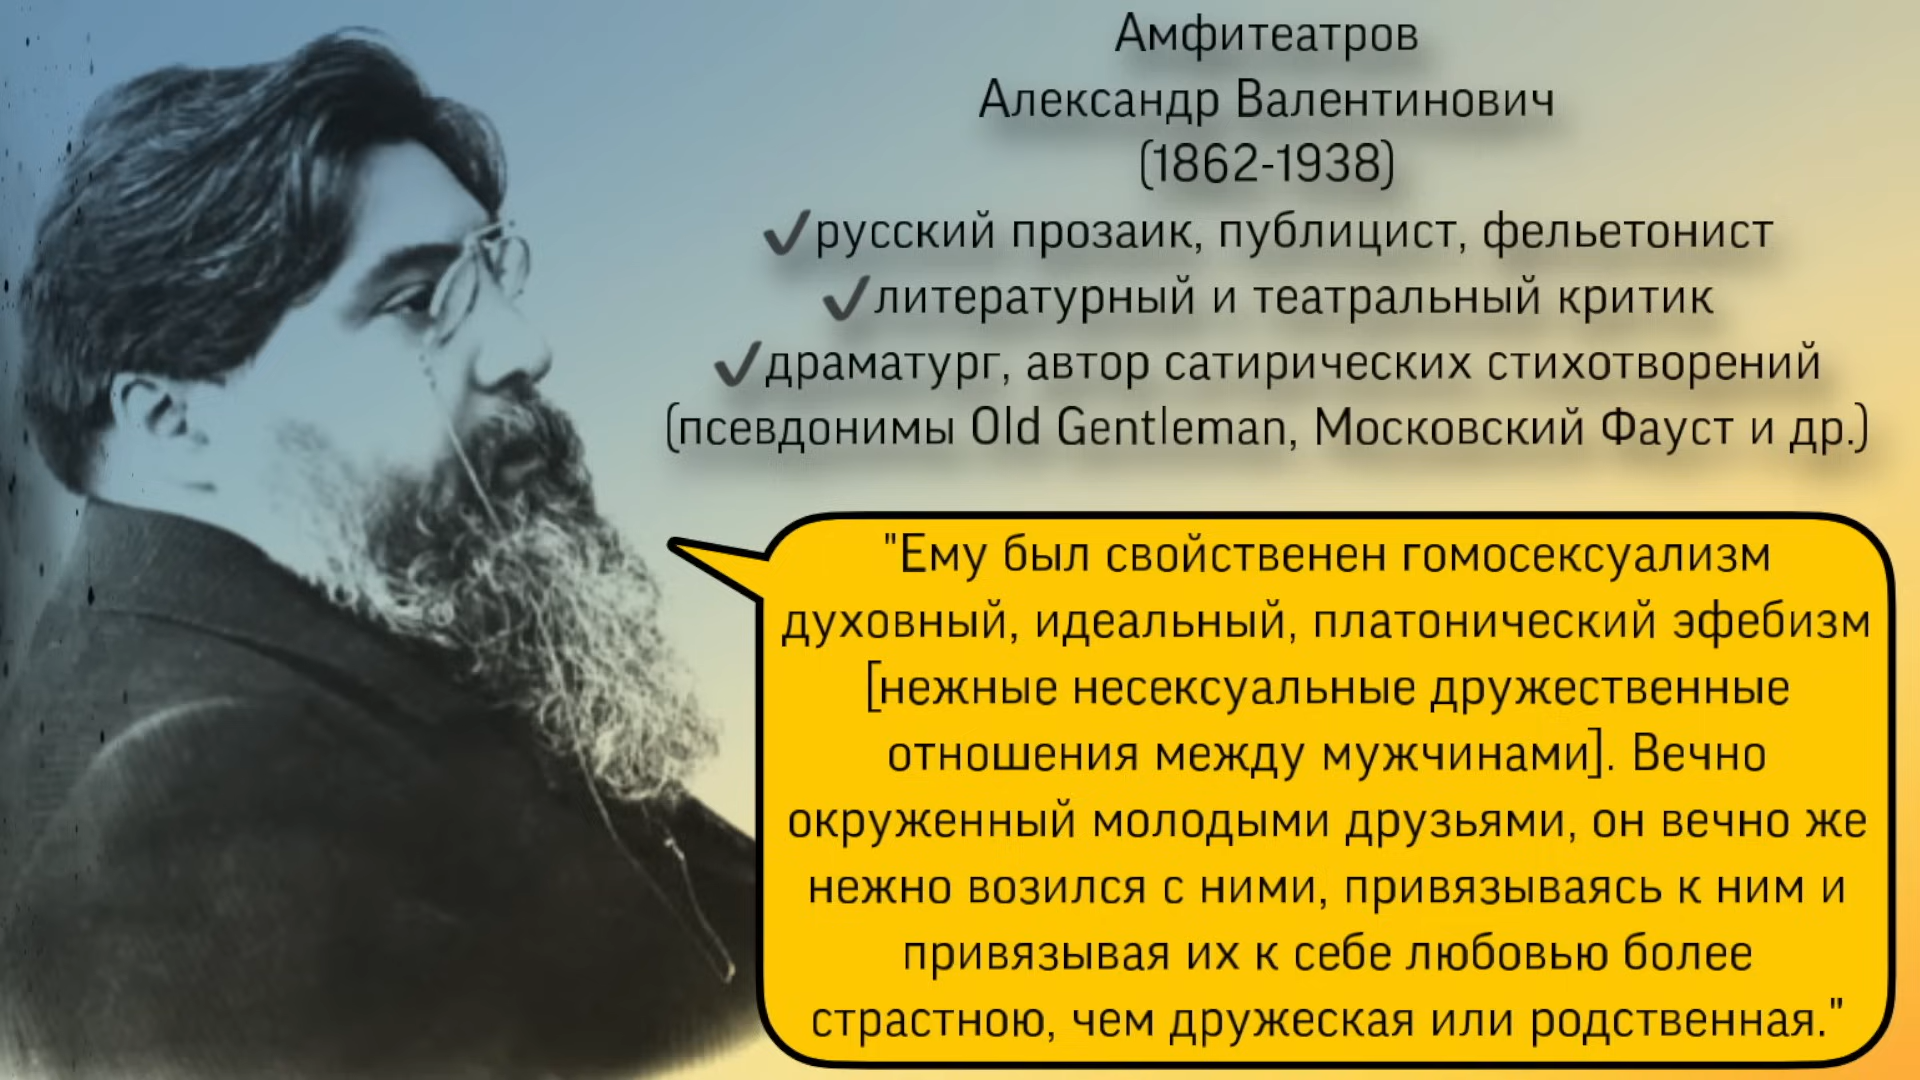 Амфитеатров
Александр Валентинович
(1862-1938)
✔русский прозаик, публицист, фельетонист
✔литературный и театральный критик
✔драматург, автор сатирических стихотворений
(псевдонимы Old Gentleman, Московский Фауст и др.)
"Ему был свойственен гомосексуализм
духовный, идеальный, платонический эфебизм
[нежные несексуальные дружественные
отношения между мужчинами]. Вечно
окруженный молодыми друзьями, он вечно же
нежно возился с ними, привязываясь к ним и
привязывая их к себе любовью более
страстною, чем дружеская или родственная."